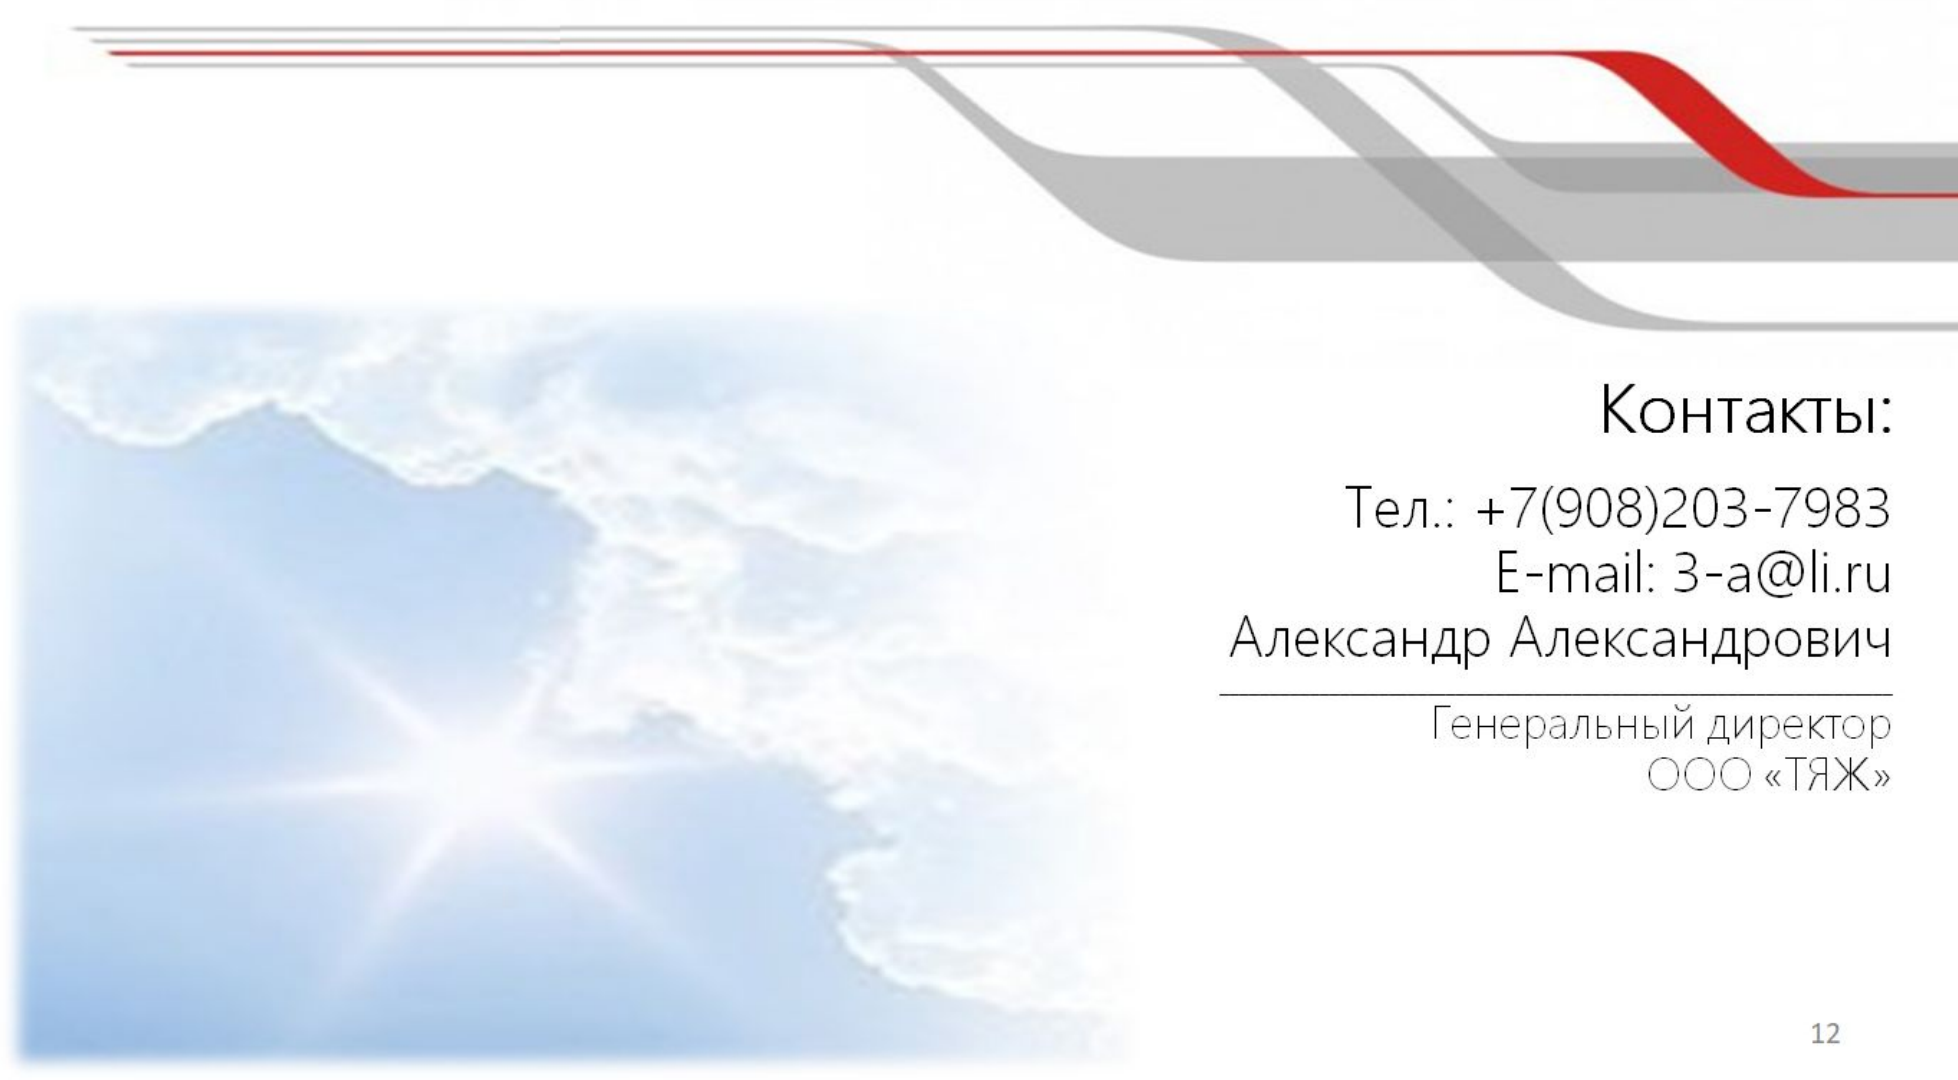 Контакты:
Тел.: +7(908)203-7983
E-mail: 3-a@li.ru
Александр Александрович
Генеральный директор
ООО «ТЯЖ»
12